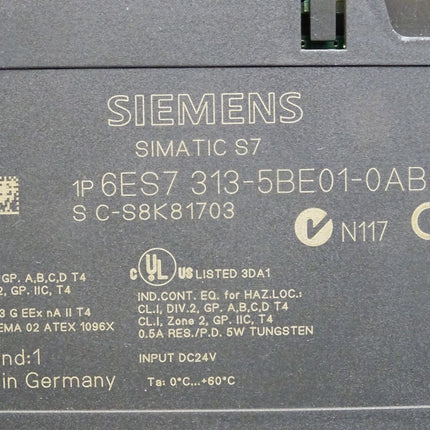 SIEMENS
SIMATIC S7
1P 6ES7 313-5BE01-0AB
S C-S8K81703
N117
c UL US LISTED 3DA1
IND.CONT. EQ. for HAZ.LOC.:
GP. A,B,C,D T4 CL.I, DIV.2, GP. A,B,C,D T4
2, GP. IIC, T4 CL.I, Zone 2, GP. IIC, T4
3 G EEx nA II T4 0.5A RES./P.D. 5W TUNGSTEN
EMA 02 ATEX 1096X
nd:1 INPUT DC24V
in Germany Ta: 0°C...+60°C